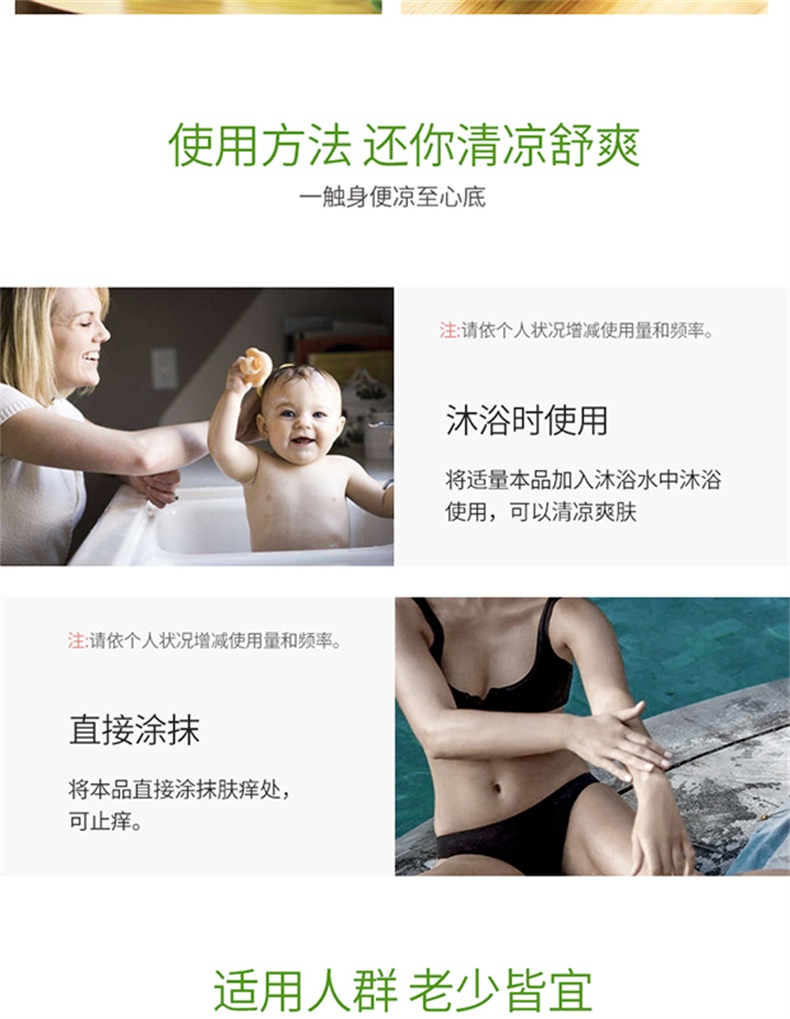 使用方法 还你清凉舒爽
一触身便凉至心底
注:请依个人状况增减使用量和频率。
沐浴时使用
将适量本品加入沐浴水中沐浴
使用，可以清凉爽肤
注:请依个人状况增减使用量和频率。
直接涂抹
将本品直接涂抹肤痒处，
可止痒。
适用人群 老少皆宜